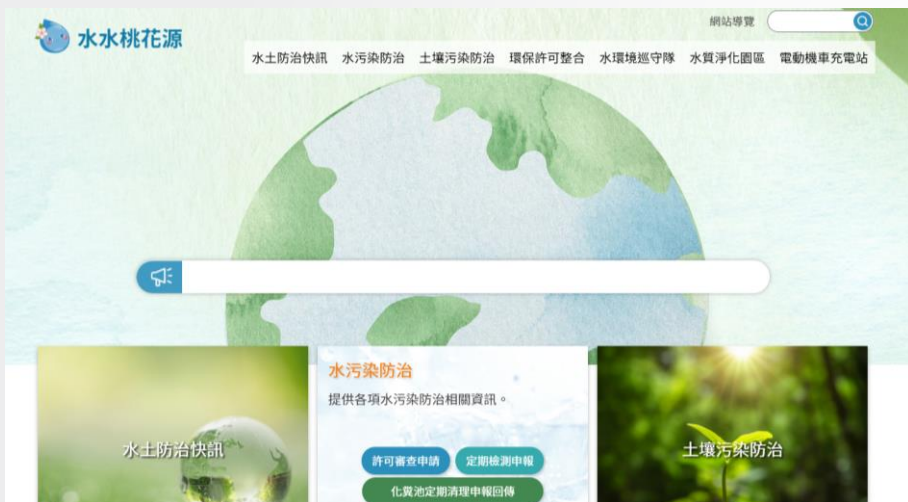 網站導覽
水水桃花源
水土防治快訊 水污染防治 土壤污染防治 環保許可整合 水環境巡守隊 水質淨化園區 電動機車充電站
水污染防治
提供各項水污染防治相關資訊。
水土防治快訊
土壤污染防治
許可審查申請 定期檢測申報
化糞池定期清理申報回傳